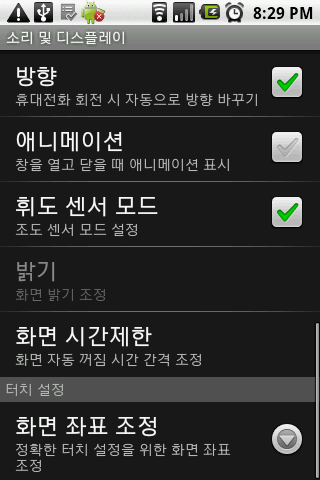 8:29 PM
소리 및 디스플레이
방향
휴대전화 회전 시 자동으로 방향 바꾸기
애니메이션
창을 열고 닫을 때 애니메이션 표시
휘도 센서 모드
조도 센서 모드 설정
밝기
화면 밝기 조정
화면 시간제한
화면 자동 꺼짐 시간 간격 조정
터치 설정
화면 좌표 조정
정확한 터치 설정을 위한 화면 좌표
조정